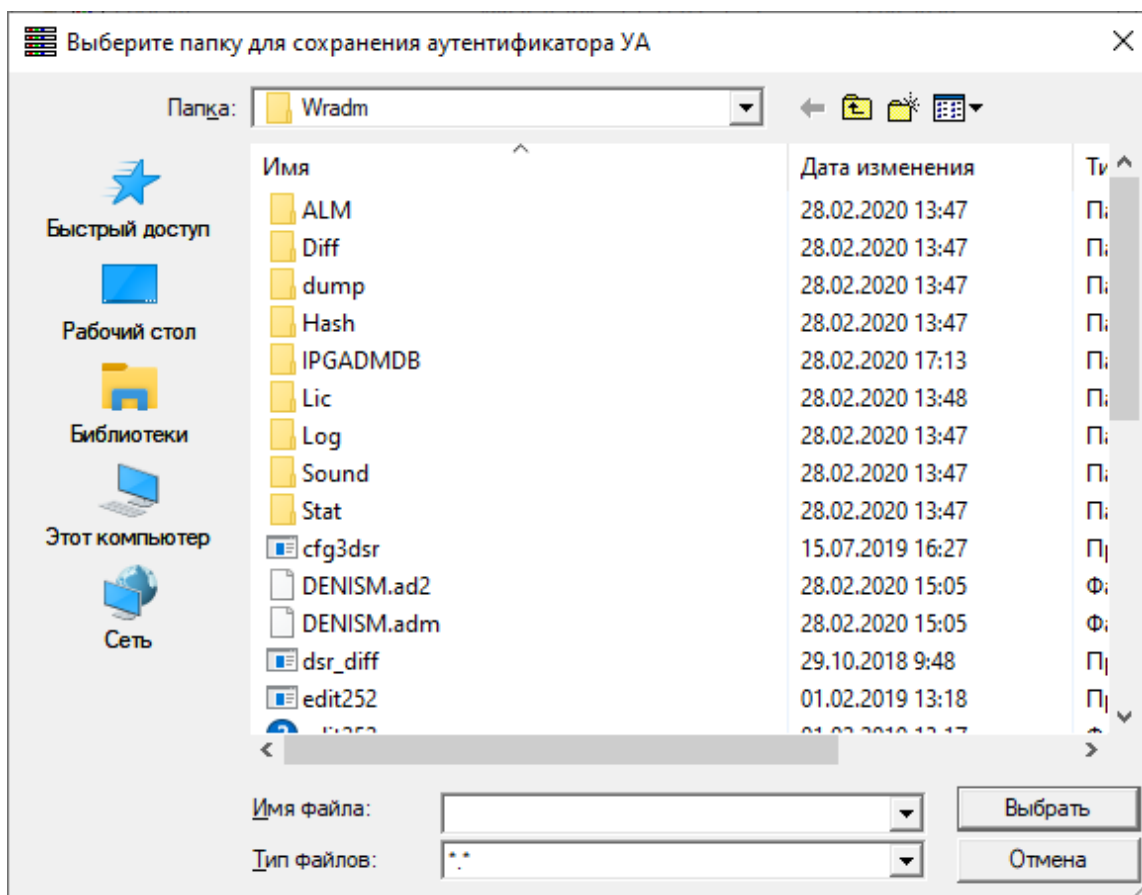 Выберите папку для сохранения аутентификатора УА
Папка: Wradm
Быстрый доступ
Рабочий стол
Библиотеки
Этот компьютер
Сеть
Имя Дата изменения
ALM 28.02.2020 13:47
Diff 28.02.2020 13:47
dump 28.02.2020 13:47
Hash 28.02.2020 13:47
IPGADMDB 28.02.2020 17:13
Lic 28.02.2020 13:48
Log 28.02.2020 13:47
Sound 28.02.2020 13:47
Stat 28.02.2020 13:47
cfg3dsr 15.07.2019 16:27
DENISM.ad2 28.02.2020 15:05
DENISM.adm 28.02.2020 15:05
dsr_diff 29.10.2018 9:48
edit252 01.02.2019 13:18
Имя файла: Выбрать
Тип файлов: *.* Отмена